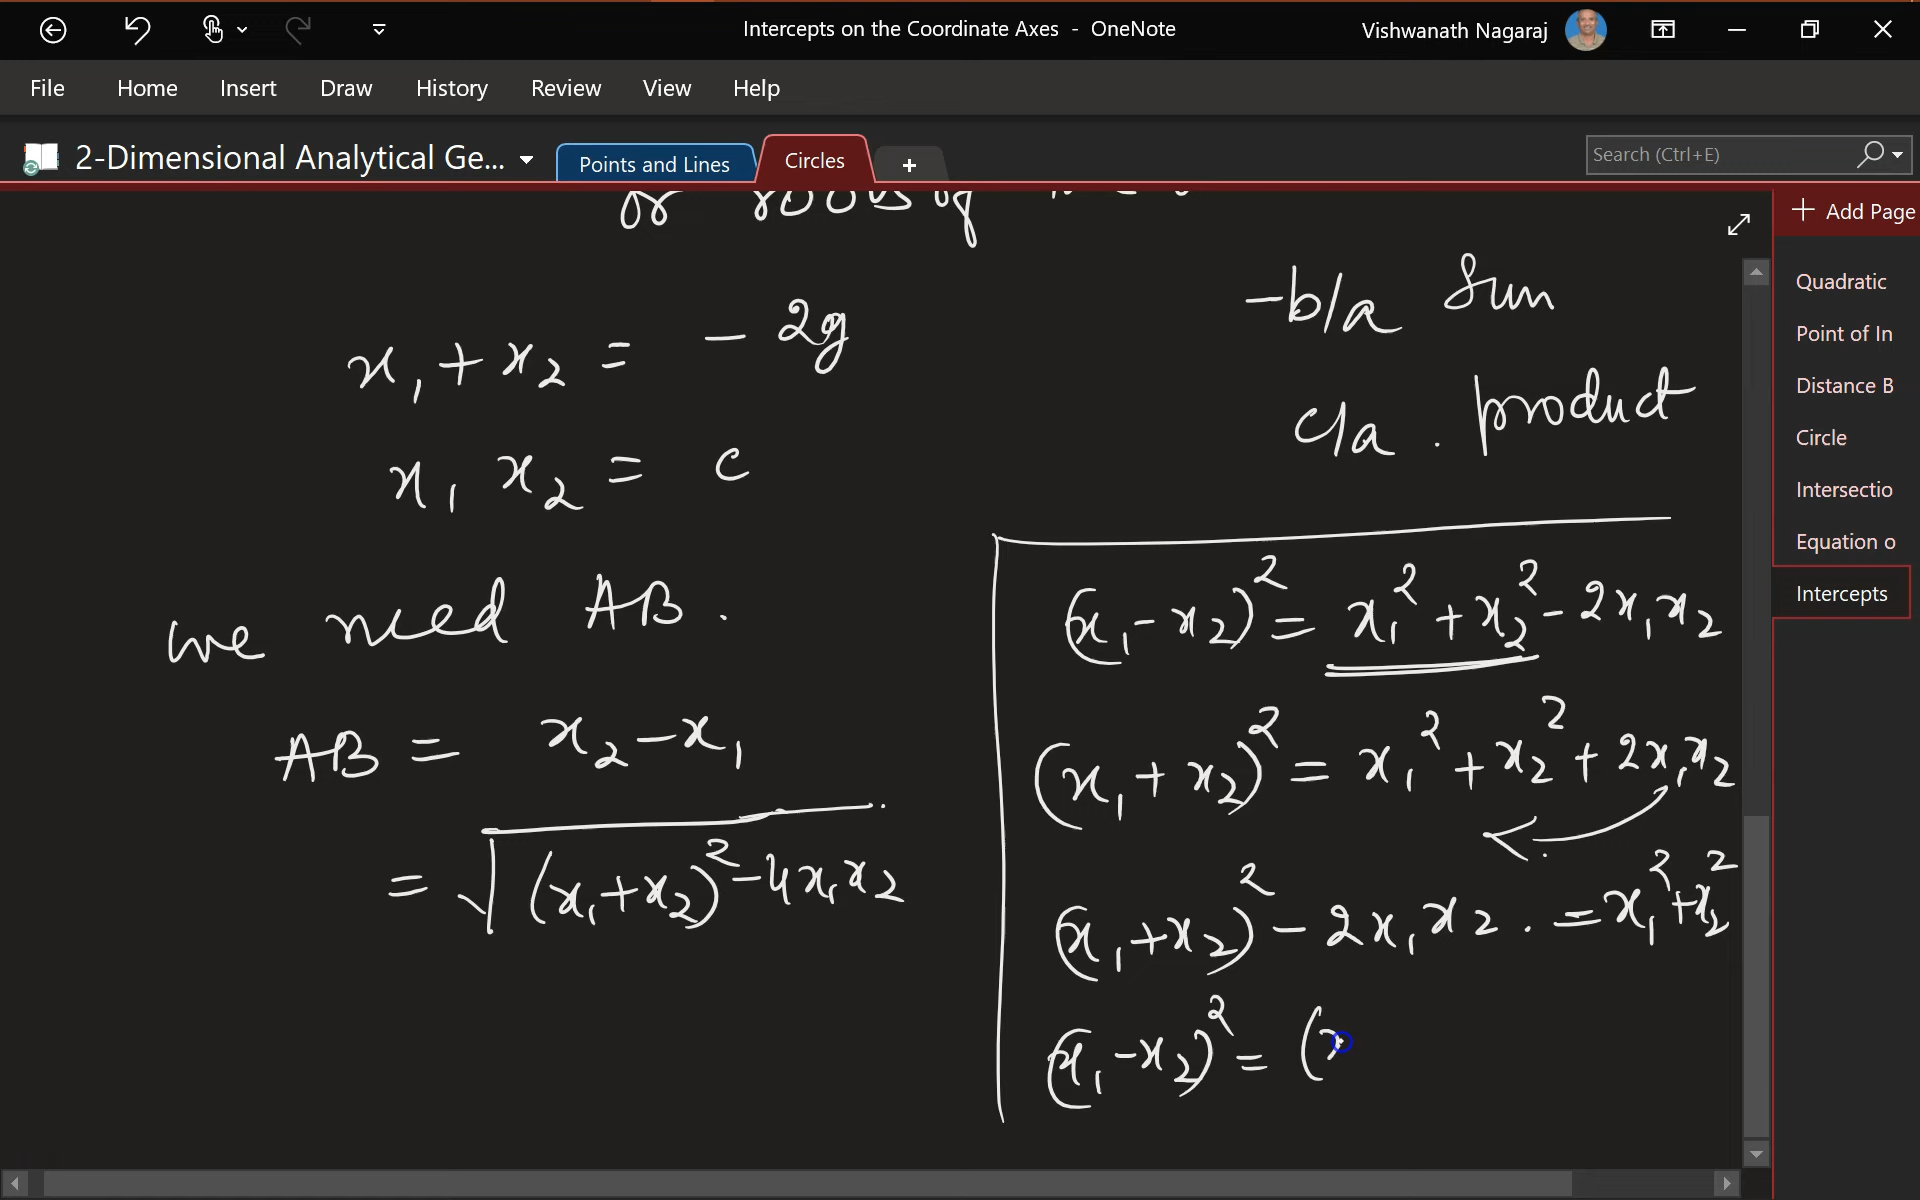 Intercepts on the Coordinate Axes - OneNote
Vishwanath Nagaraj
File Home Insert Draw History Review View Help
2-Dimensional Analytical Ge...
Points and Lines
Circles
+
Search (Ctrl+E)
+ Add Page
Quadratic
Point of In
Distance B
Circle
Intersectio
Equation o
Intercepts
or roots of
x₁ + x₂ = - 2g
x₁ x₂ = c
we need AB.
AB = x₂ - x₁
= √(x₁+x₂)² - 4x₁x₂
-b/a Sum
c/a . product
(x₁ - x₂)² = x₁² + x₂² - 2x₁x₂
(x₁ + x₂)² = x₁² + x₂² + 2x₁x₂
(x₁ + x₂)² - 2x₁x₂ . = x₁² + x₂²
(x₁ - x₂)² = (x